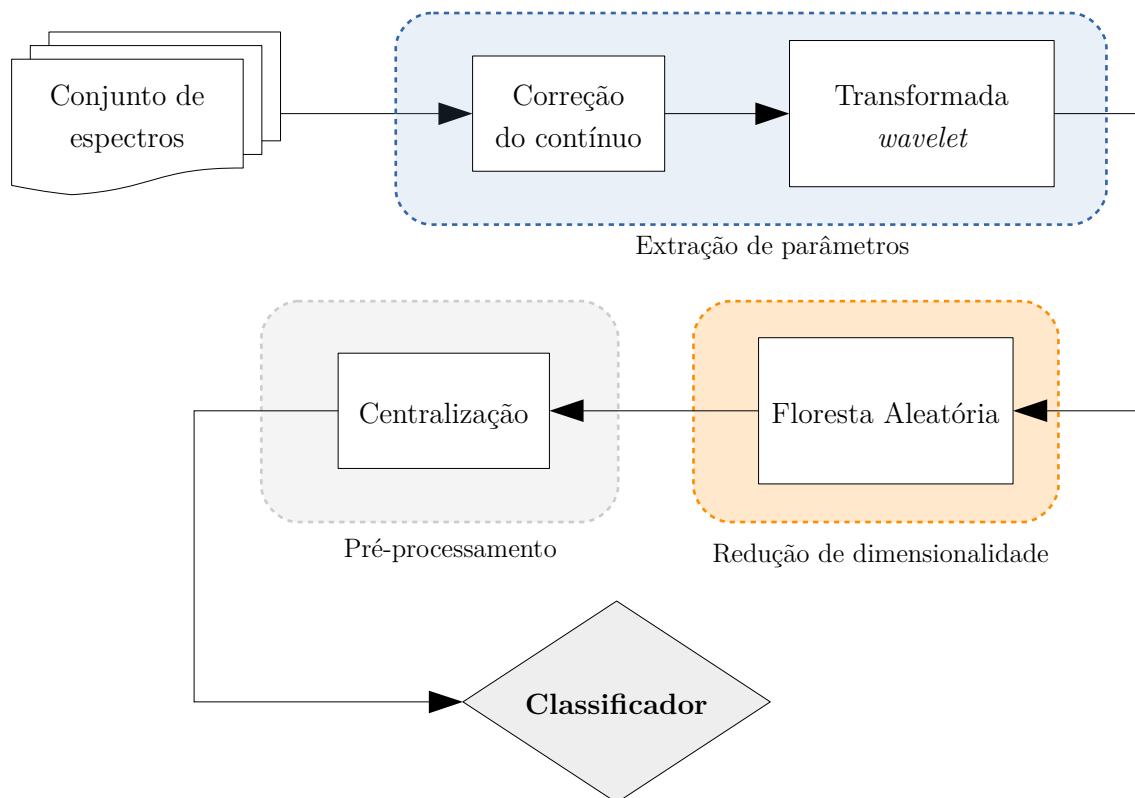 Conjunto de
espectros
Correção
do contínuo
Transformada
wavelet
Extração de parâmetros
Centralização
Floresta Aleatória
Pré-processamento
Redução de dimensionalidade
Classificador